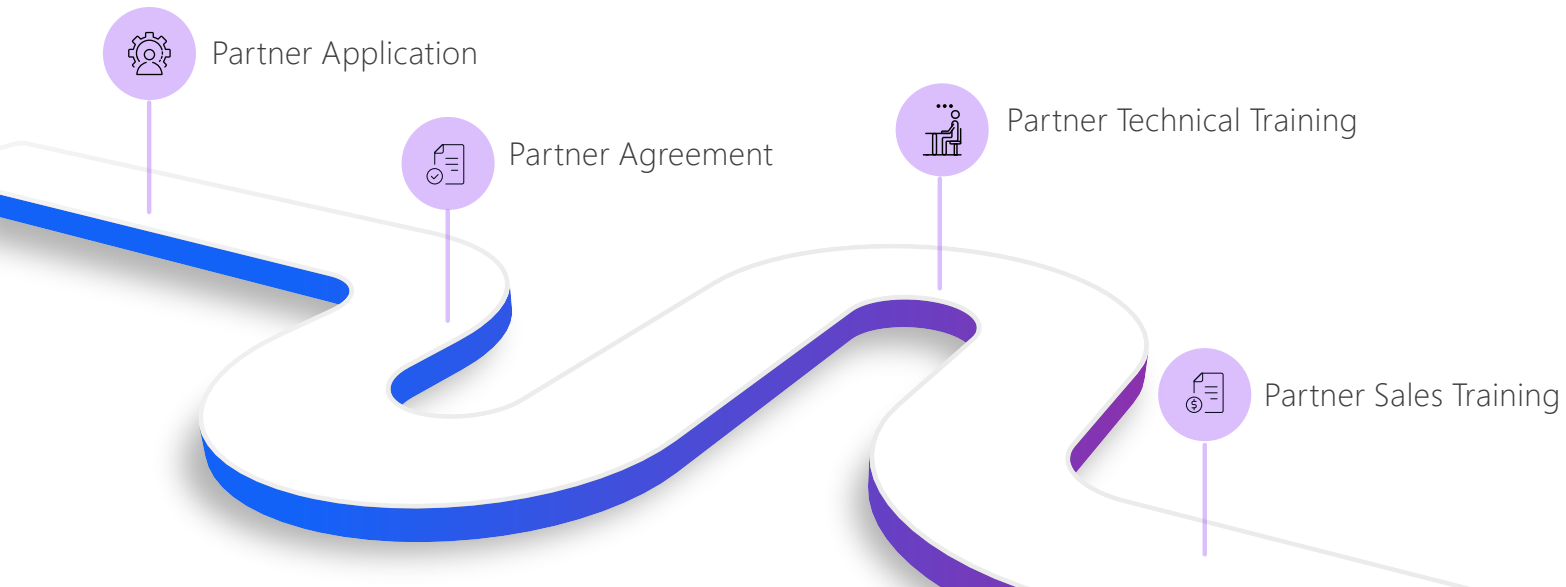 Partner Application
Partner Agreement
Partner Technical Training
Partner Sales Training